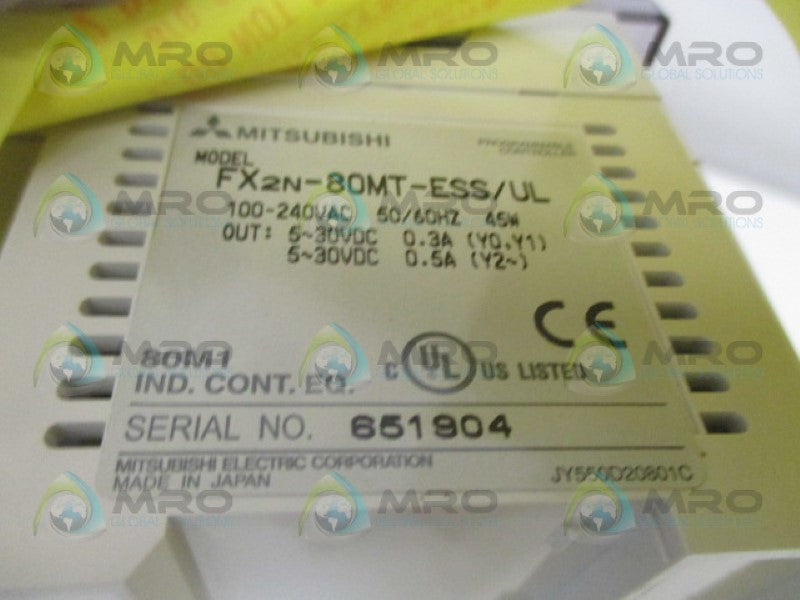 MITSUBISHI
PROGRAMMABLE
CONTROLLER
MODEL
FX2N-80MT-ESS/UL
100-240VAC 50/60HZ 45W
OUT: 5-30VDC 0.3A (Y0,Y1)
5-30VDC 0.5A (Y2~)
CE
80M1
IND. CONT. EQ.
C UL US LISTED
SERIAL NO. 651904
MITSUBISHI ELECTRIC CORPORATION
MADE IN JAPAN
JY550D20801C
MRO
GLOBAL SOLUTIONS